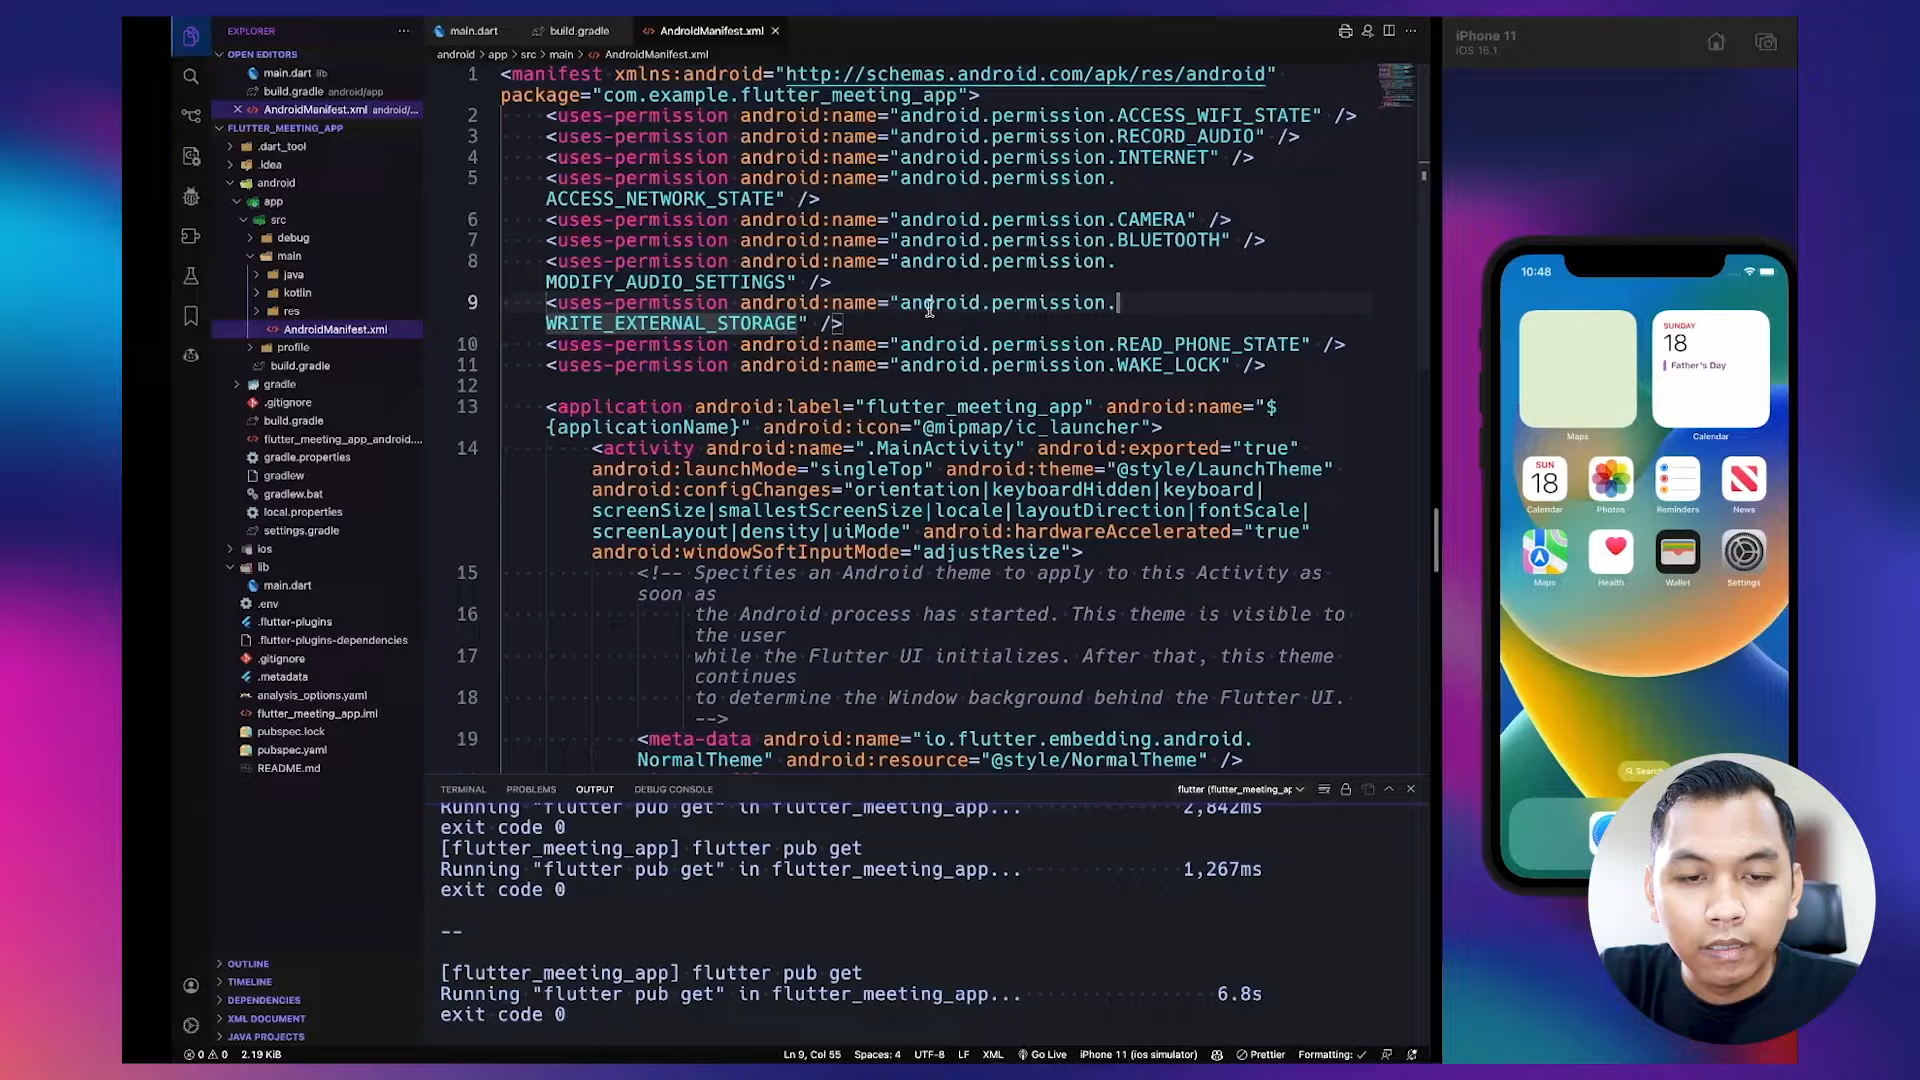 EXPLORER
OPEN EDITORS
main.dart lib
build.gradle android/app
AndroidManifest.xml android/...
FLUTTER_MEETING_APP
.dart_tool
.idea
android
app
src
debug
main
java
kotlin
res
AndroidManifest.xml
profile
build.gradle
gradle
.gitignore
build.gradle
flutter_meeting_app_android....
gradle.properties
gradlew
gradlew.bat
local.properties
settings.gradle
ios
lib
main.dart
.env
.flutter-plugins
.flutter-plugins-dependencies
.gitignore
.metadata
analysis_options.yaml
flutter_meeting_app.iml
pubspec.lock
pubspec.yaml
README.md
OUTLINE
TIMELINE
DEPENDENCIES
XML DOCUMENT
JAVA PROJECTS
main.dart build.gradle AndroidManifest.xml
android > app > src > main > AndroidManifest.xml
1 <manifest xmlns:android="http://schemas.android.com/apk/res/android"
package="com.example.flutter_meeting_app">
2 <uses-permission android:name="android.permission.ACCESS_WIFI_STATE" />
3 <uses-permission android:name="android.permission.RECORD_AUDIO" />
4 <uses-permission android:name="android.permission.INTERNET" />
5 <uses-permission android:name="android.permission.
ACCESS_NETWORK_STATE" />
6 <uses-permission android:name="android.permission.CAMERA" />
7 <uses-permission android:name="android.permission.BLUETOOTH" />
8 <uses-permission android:name="android.permission.
MODIFY_AUDIO_SETTINGS" />
9 <uses-permission android:name="android.permission.
WRITE_EXTERNAL_STORAGE" />
10 <uses-permission android:name="android.permission.READ_PHONE_STATE" />
11 <uses-permission android:name="android.permission.WAKE_LOCK" />
12
13 <application android:label="flutter_meeting_app" android:name="$
{applicationName}" android:icon="@mipmap/ic_launcher">
14 <activity android:name=".MainActivity" android:exported="true"
android:launchMode="singleTop" android:theme="@style/LaunchTheme"
android:configChanges="orientation|keyboardHidden|keyboard|
screenSize|smallestScreenSize|locale|layoutDirection|fontScale|
screenLayout|density|uiMode" android:hardwareAccelerated="true"
android:windowSoftInputMode="adjustResize">
15 <!-- Specifies an Android theme to apply to this Activity as
soon as
16 the Android process has started. This theme is visible to
the user
17 while the Flutter UI initializes. After that, this theme
continues
18 to determine the Window background behind the Flutter UI.
-->
19 <meta-data android:name="io.flutter.embedding.android.
NormalTheme" android:resource="@style/NormalTheme" />
TERMINAL PROBLEMS OUTPUT DEBUG CONSOLE flutter (flutter_meeting_ap
Running "flutter pub get" in flutter_meeting_app... 2,842ms
exit code 0
[flutter_meeting_app] flutter pub get
Running "flutter pub get" in flutter_meeting_app... 1,267ms
exit code 0
--
[flutter_meeting_app] flutter pub get
Running "flutter pub get" in flutter_meeting_app... 6.8s
exit code 0
0 0 2.19 KiB Ln 9, Col 55 Spaces: 4 UTF-8 LF XML Go Live iPhone 11 (ios simulator) Prettier Formatting: ✓
iPhone 11
iOS 16.1
10:48
SUNDAY
18
Father's Day
Maps Calendar
SUN
18
Calendar Photos Reminders News
Maps Health Wallet Settings
Search